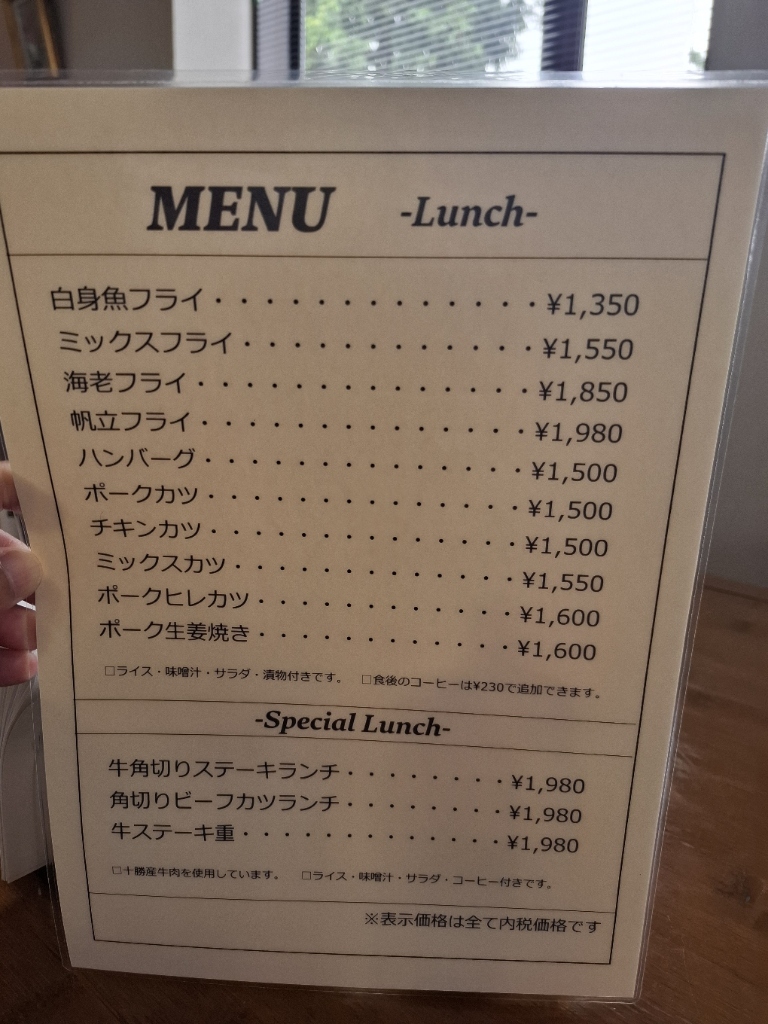 MENU -Lunch-
白身魚フライ・・・・・・・・・・・・・¥1,350
ミックスフライ・・・・・・・・・・・・¥1,550
海老フライ・・・・・・・・・・・・・・¥1,850
帆立フライ・・・・・・・・・・・・・・¥1,980
ハンバーグ・・・・・・・・・・・・・・¥1,500
ポークカツ・・・・・・・・・・・・・・¥1,500
チキンカツ・・・・・・・・・・・・・・¥1,500
ミックスカツ・・・・・・・・・・・・・¥1,550
ポークヒレカツ・・・・・・・・・・・・¥1,600
ポーク生姜焼き・・・・・・・・・・・・¥1,600
□ライス・味噌汁・サラダ・漬物付きです。 □食後のコーヒーは¥230で追加できます。
-Special Lunch-
牛角切りステーキランチ・・・・・・・・¥1,980
角切りビーフカツランチ・・・・・・・・¥1,980
牛ステーキ重・・・・・・・・・・・・・¥1,980
□十勝産牛肉を使用しています。 □ライス・味噌汁・サラダ・コーヒー付きです。
※表示価格は全て内税価格です